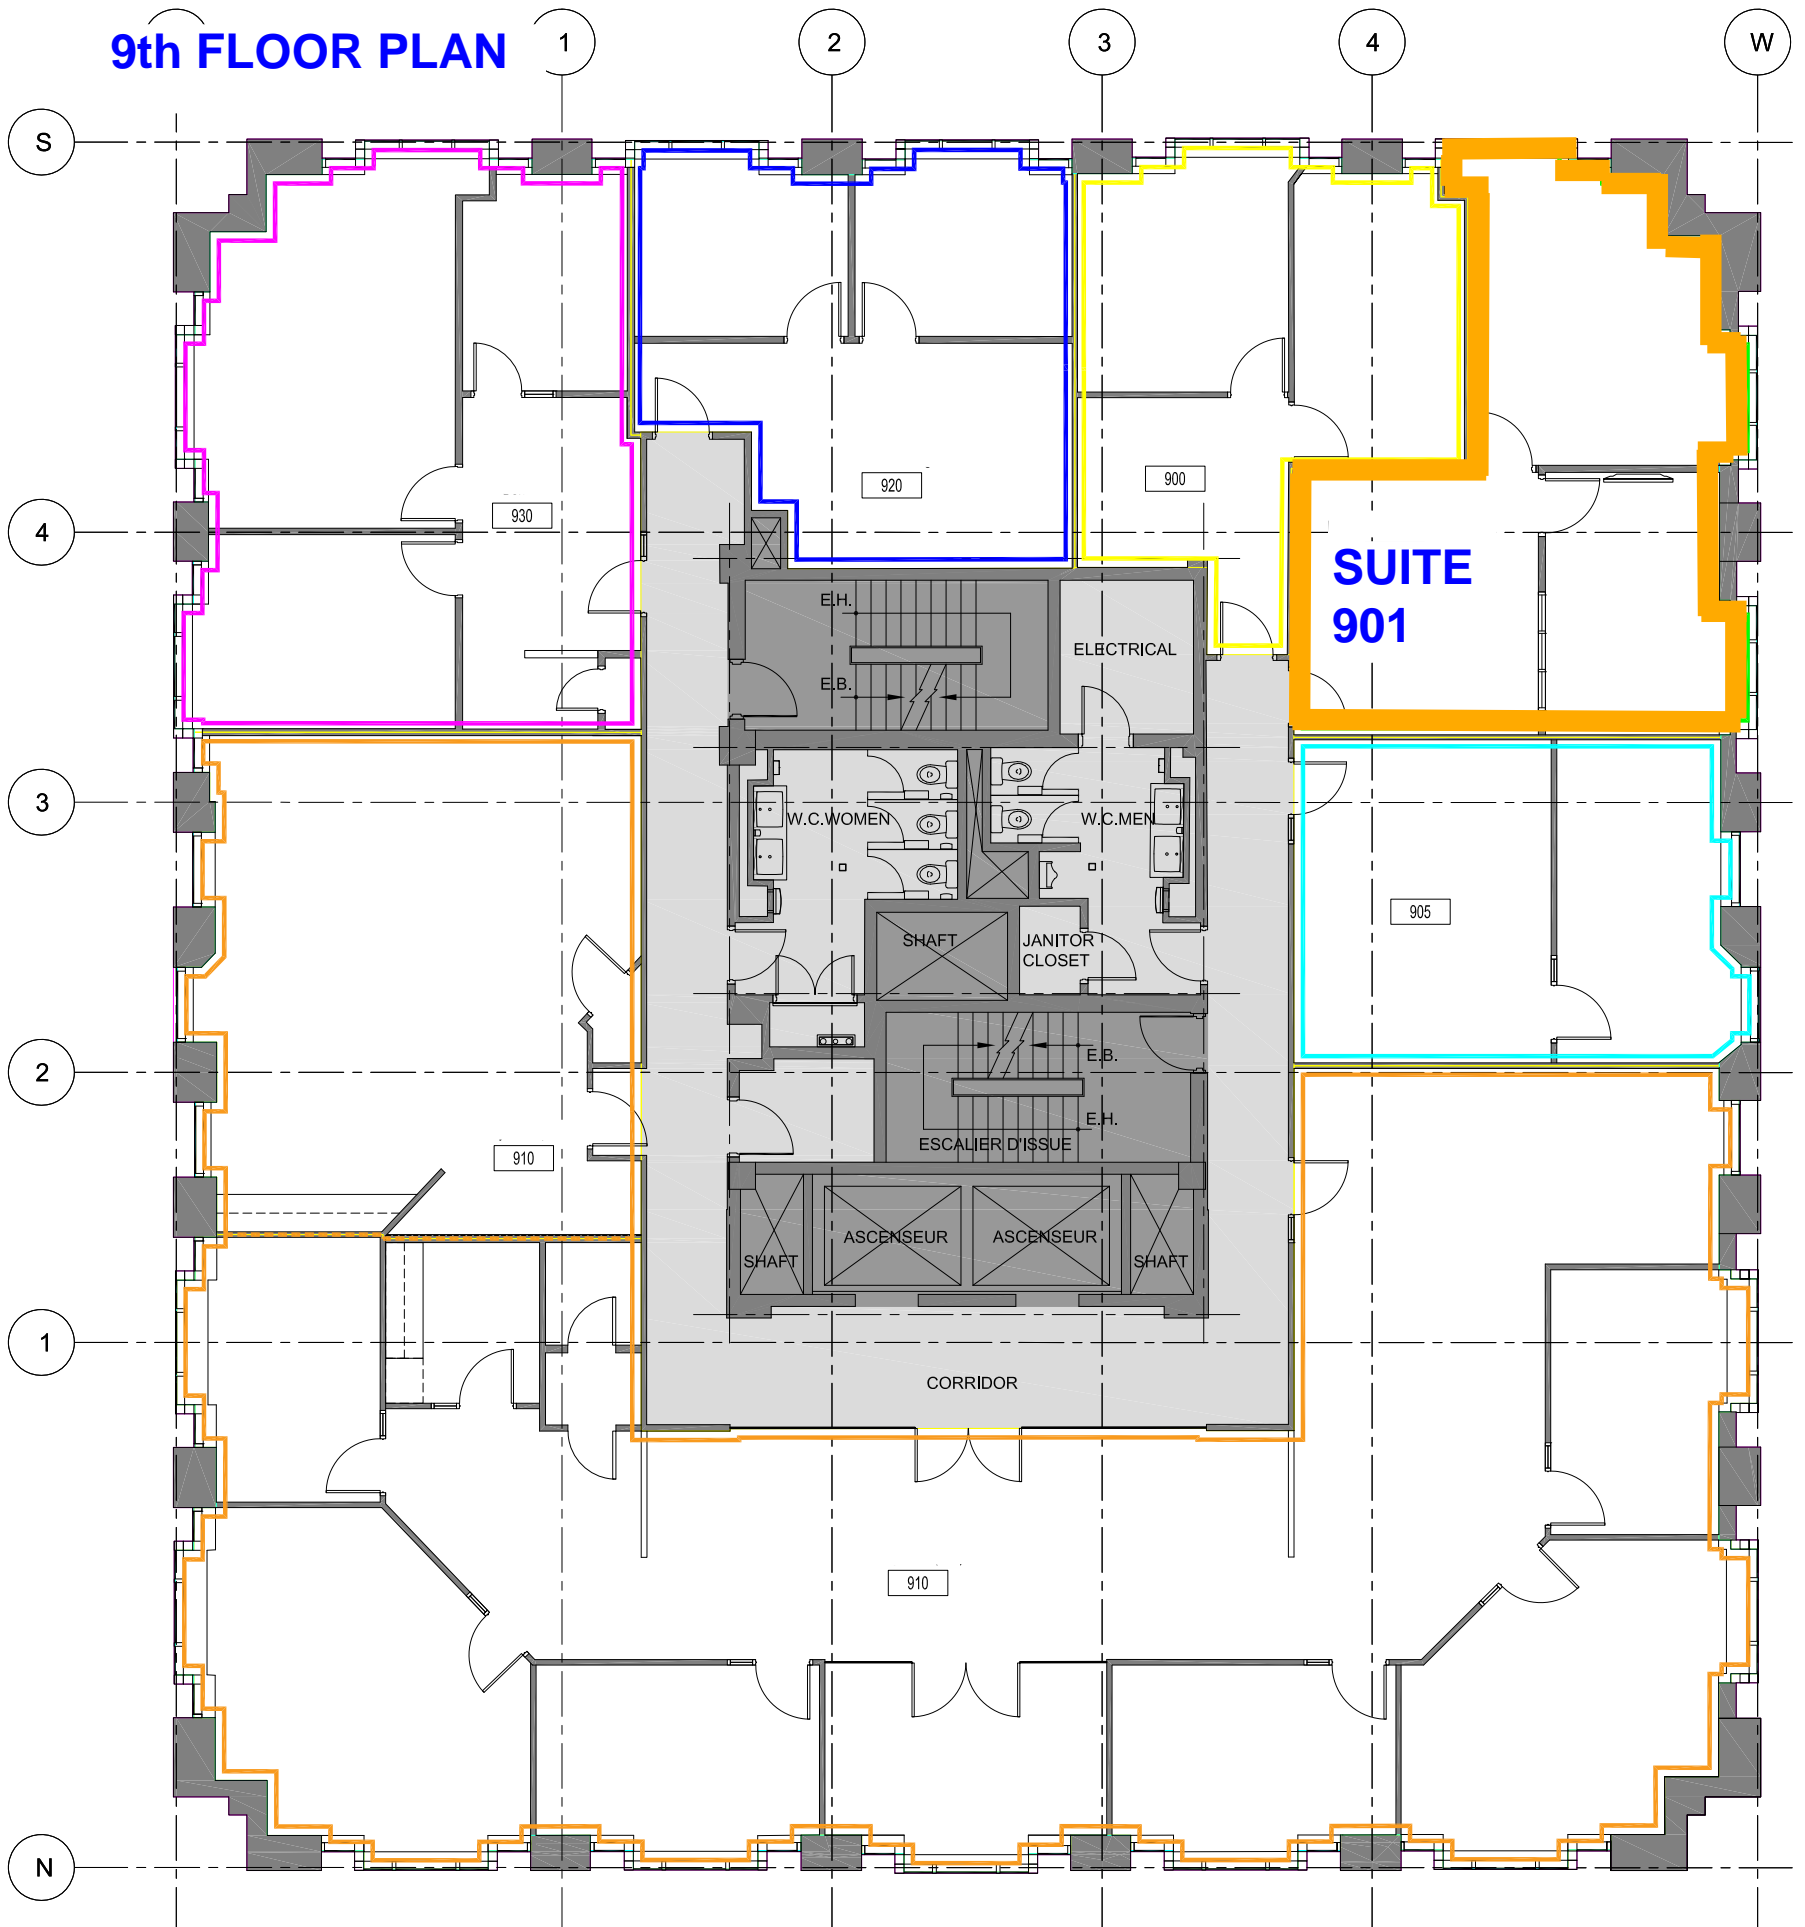 9th FLOOR PLAN
1
2
3
4
W
S
920
900
930
4
SUITE
901
E.H.
ELECTRICAL
E.B.
3
W.C.WOMEN
W.C.MEN
905
SHAFT
JANITOR
CLOSET
2
E.B.
E.H.
ESCALIER D'ISSUE
910
ASCENSEUR
ASCENSEUR
SHAFT
SHAFT
1
CORRIDOR
910
N